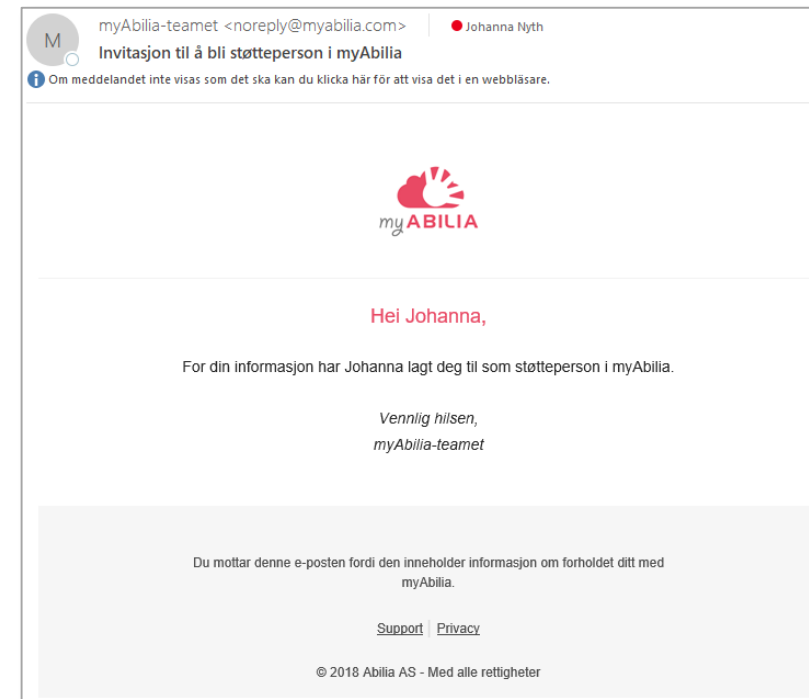 M
myAbilia-teamet <noreply@myabilia.com>
Johanna Nyth
Invitasjon til å bli støtteperson i myAbilia
i Om meddelandet inte visas som det ska kan du klicka här för att visa det i en webbläsare.
myABILIA
Hei Johanna,
For din informasjon har Johanna lagt deg til som støtteperson i myAbilia.
Vennlig hilsen,
myAbilia-teamet
Du mottar denne e-posten fordi den inneholder informasjon om forholdet ditt med
myAbilia.
Support | Privacy
© 2018 Abilia AS - Med alle rettigheter